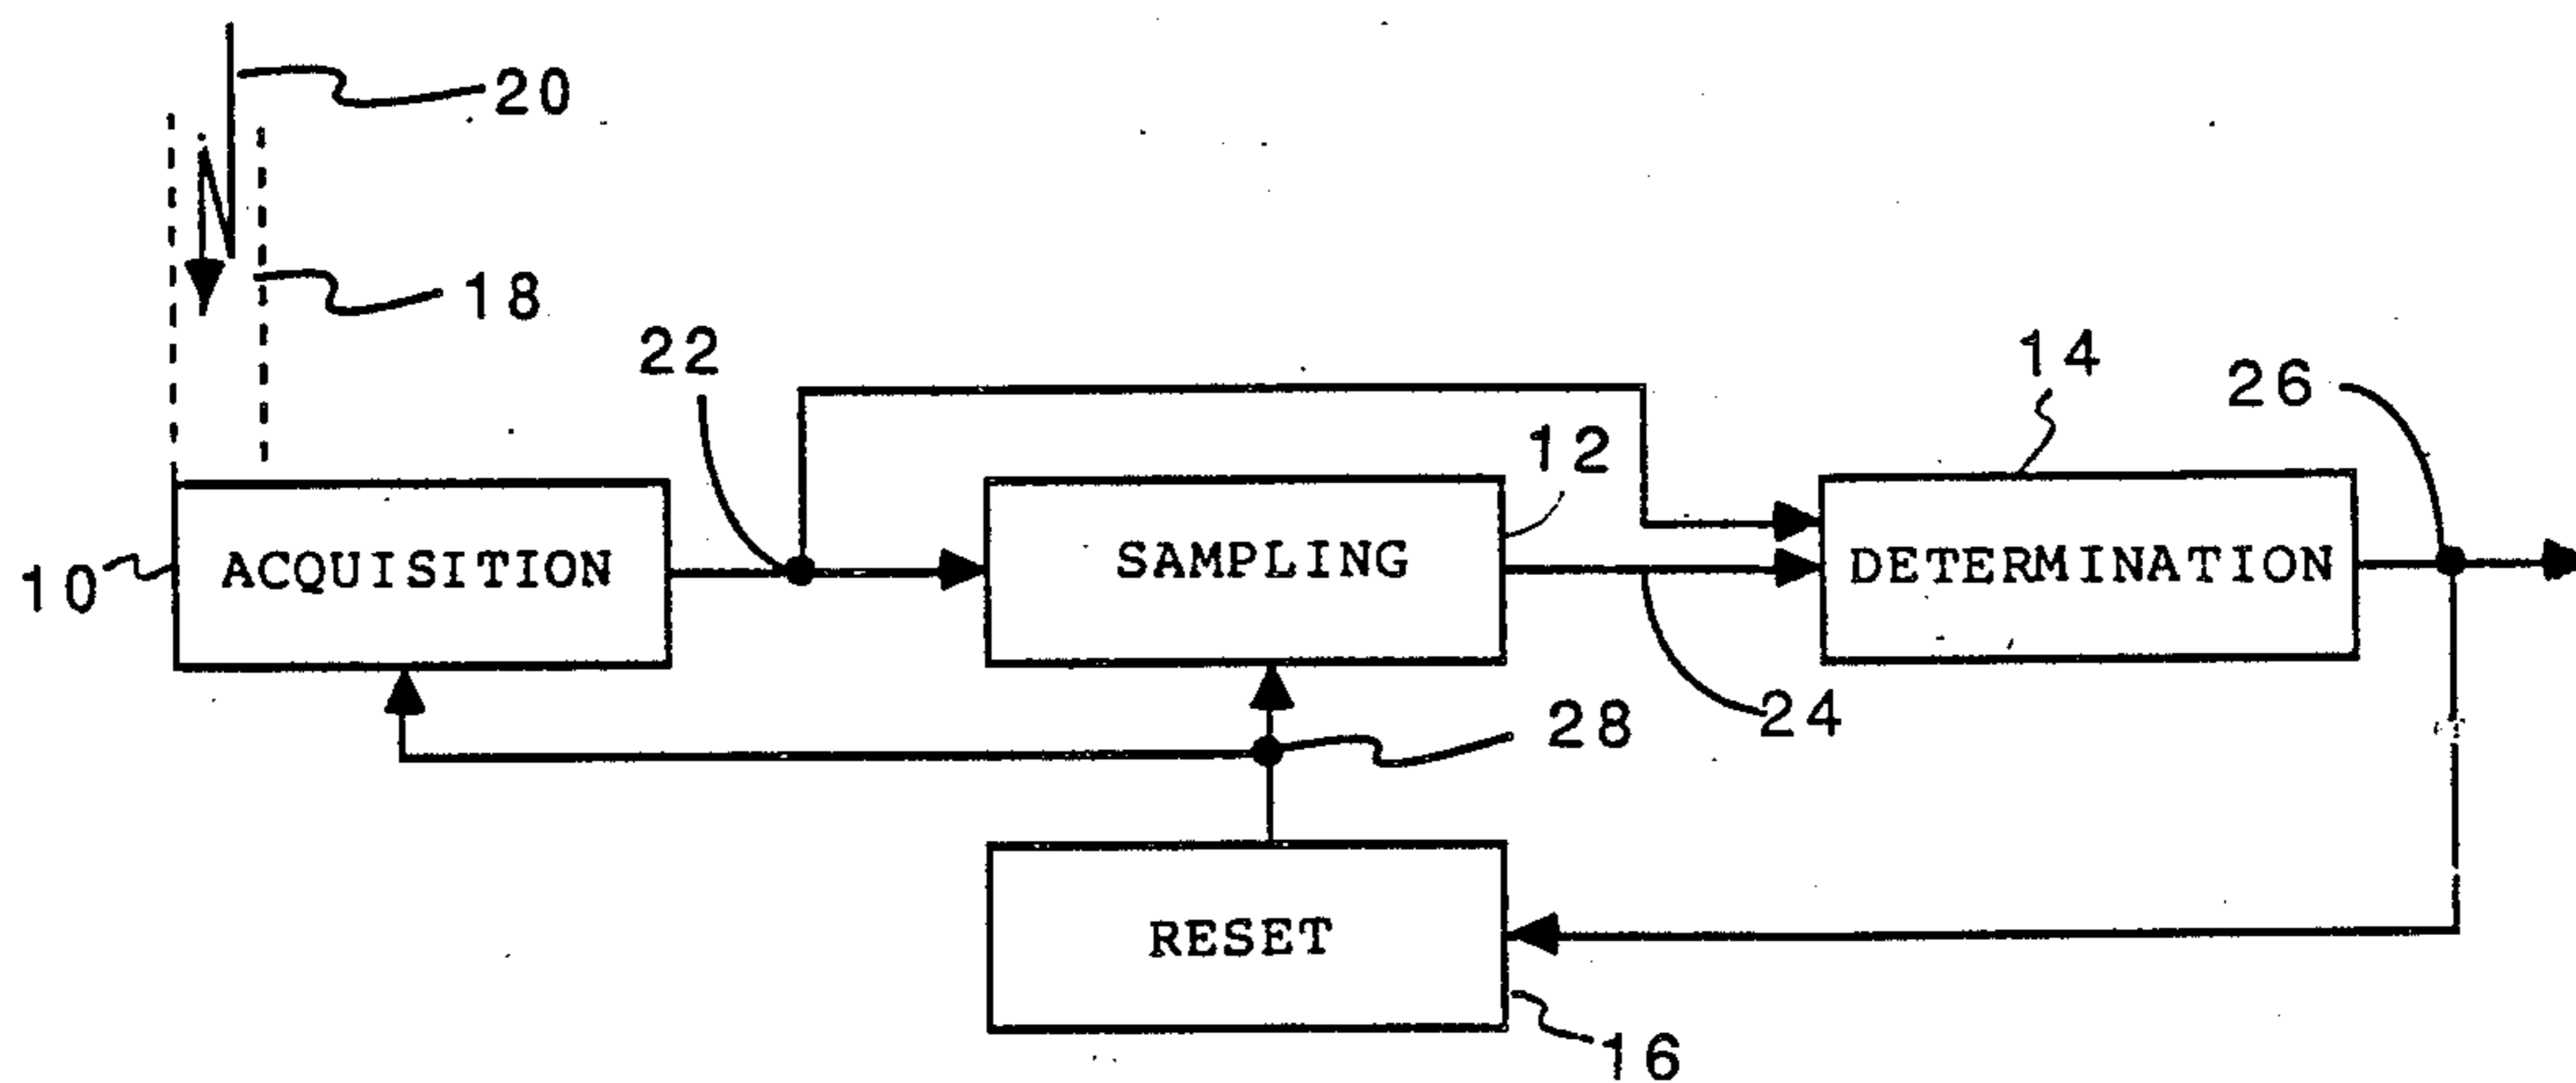 20
18
22
14
26
12
10
ACQUISITION
SAMPLING
DETERMINATION
24
28
RESET
16